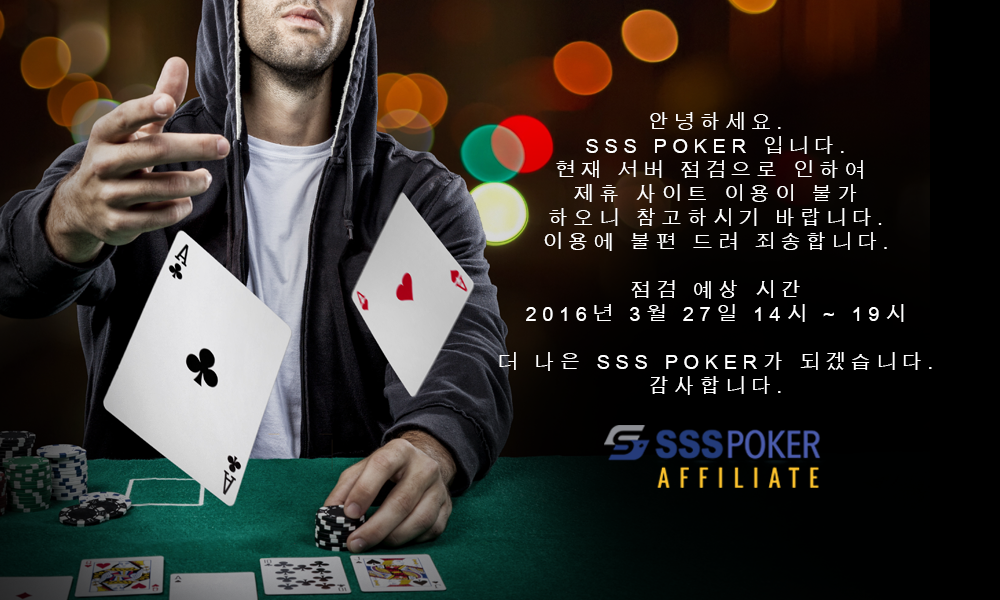 안녕하세요.
SSS POKER 입니다.
현재 서버 점검으로 인하여
제휴 사이트 이용이 불가
하오니 참고하시기 바랍니다.
이용에 불편 드려 죄송합니다.
점검 예상 시간
2016년 3월 27일 14시 ~ 19시
더 나은 SSS POKER가 되겠습니다.
감사합니다.
SSSPOKER
AFFILIATE
A
A
A
A